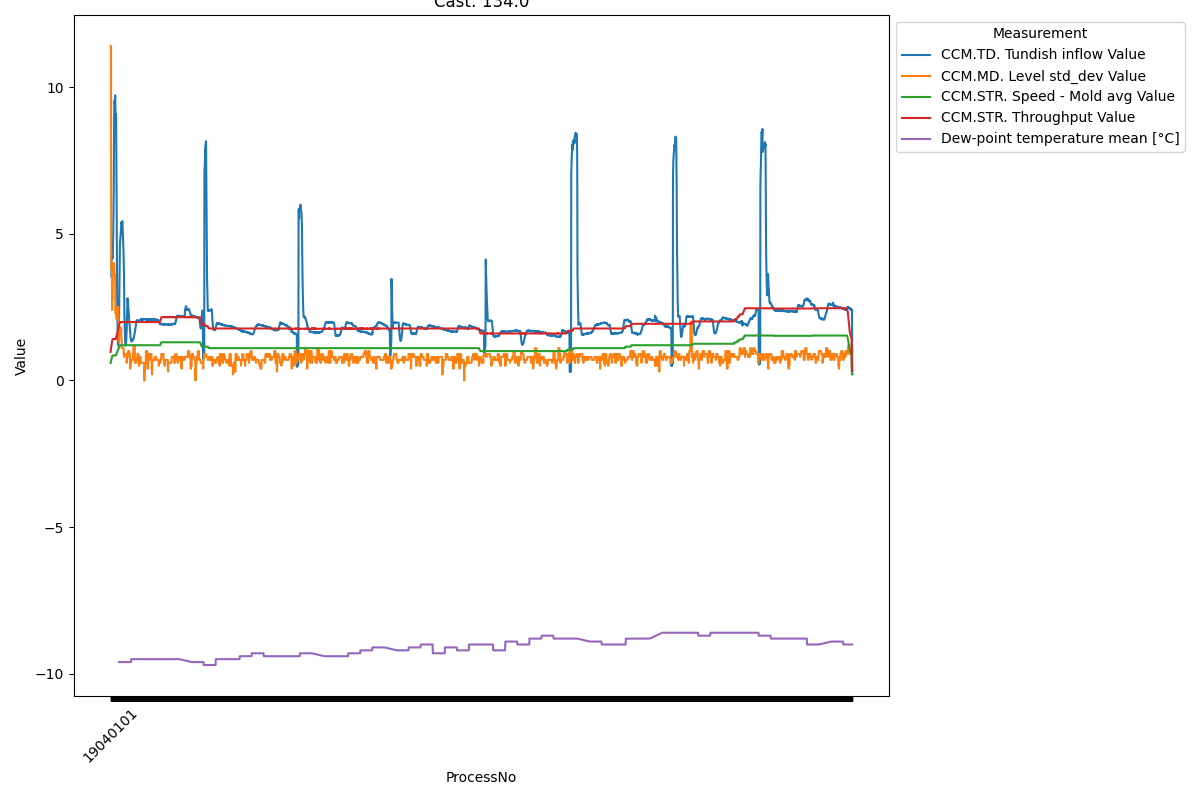 Cast: 134.0
Measurement
CCM.TD. Tundish inflow Value
CCM.MD. Level std_dev Value
CCM.STR. Speed - Mold avg Value
CCM.STR. Throughput Value
Dew-point temperature mean [°C]
10
5
0
−5
−10
Value
19040101
ProcessNo